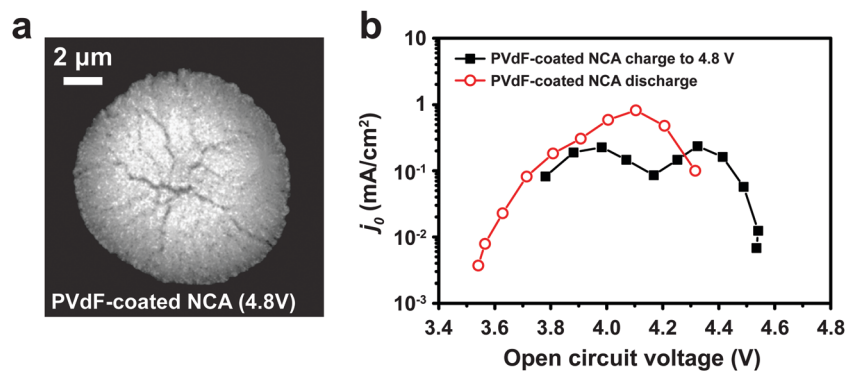 a
2 μm
PVdF-coated NCA (4.8V)
b
PVdF-coated NCA charge to 4.8 V
PVdF-coated NCA discharge
10
1
10⁻¹
10⁻²
10⁻³
j₀ (mA/cm²)
3.4 3.6 3.8 4.0 4.2 4.4 4.6 4.8
Open circuit voltage (V)